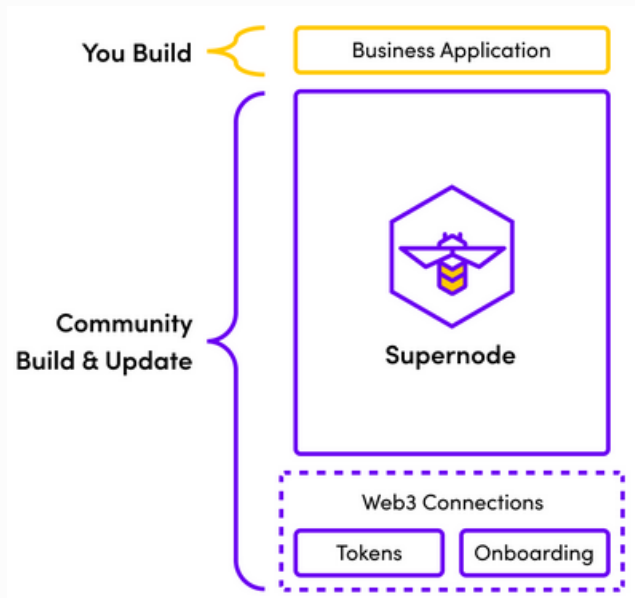 You Build
Business Application
Supernode
Community
Build & Update
Web3 Connections
Tokens
Onboarding